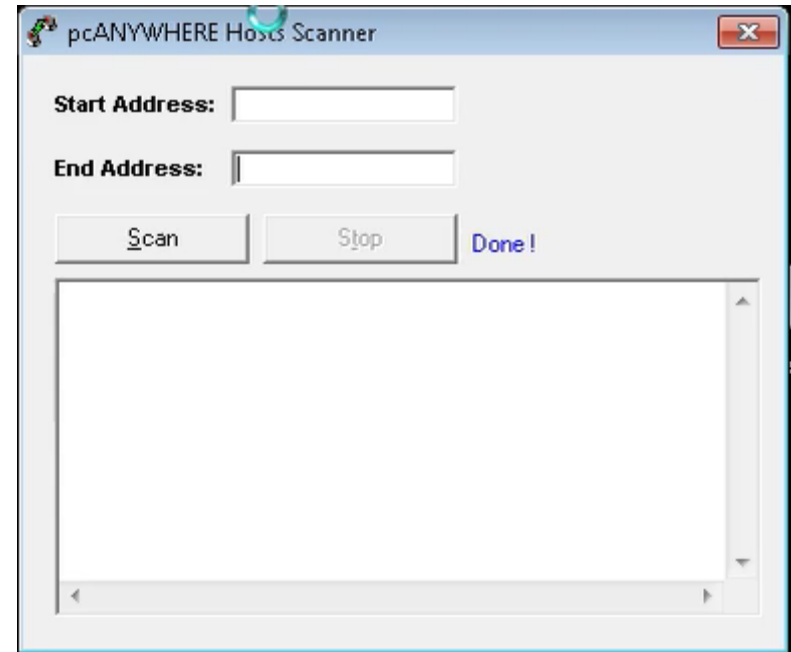 pcANYWHERE Hosts Scanner
Start Address:
End Address:
Scan
Stop
Done !